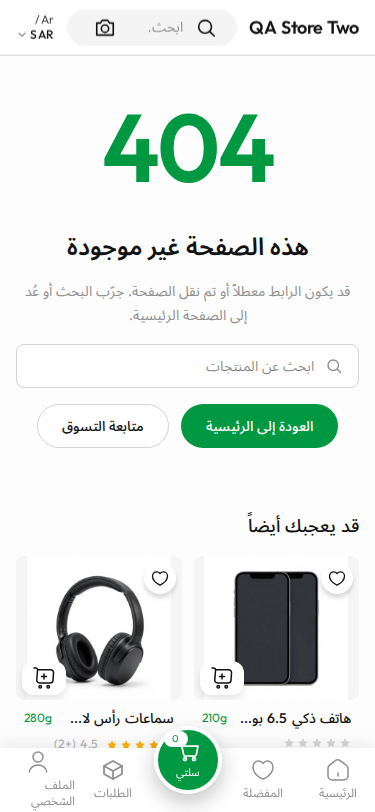 QA Store Two
ابحث.
Ar /
SAR
404
هذه الصفحة غير موجودة
قد يكون الرابط معطلاً أو تم نقل الصفحة. جرّب البحث أو عُد
إلى الصفحة الرئيسية.
ابحث عن المنتجات
العودة إلى الرئيسية
متابعة التسوق
قد يعجبك أيضاً
هاتف ذكي 6.5 بو...
210g
سماعات رأس لا...
280g
4.5 (2+)
الرئيسية
المفضلة
0
سلتي
الطلبات
الملف
الشخصي